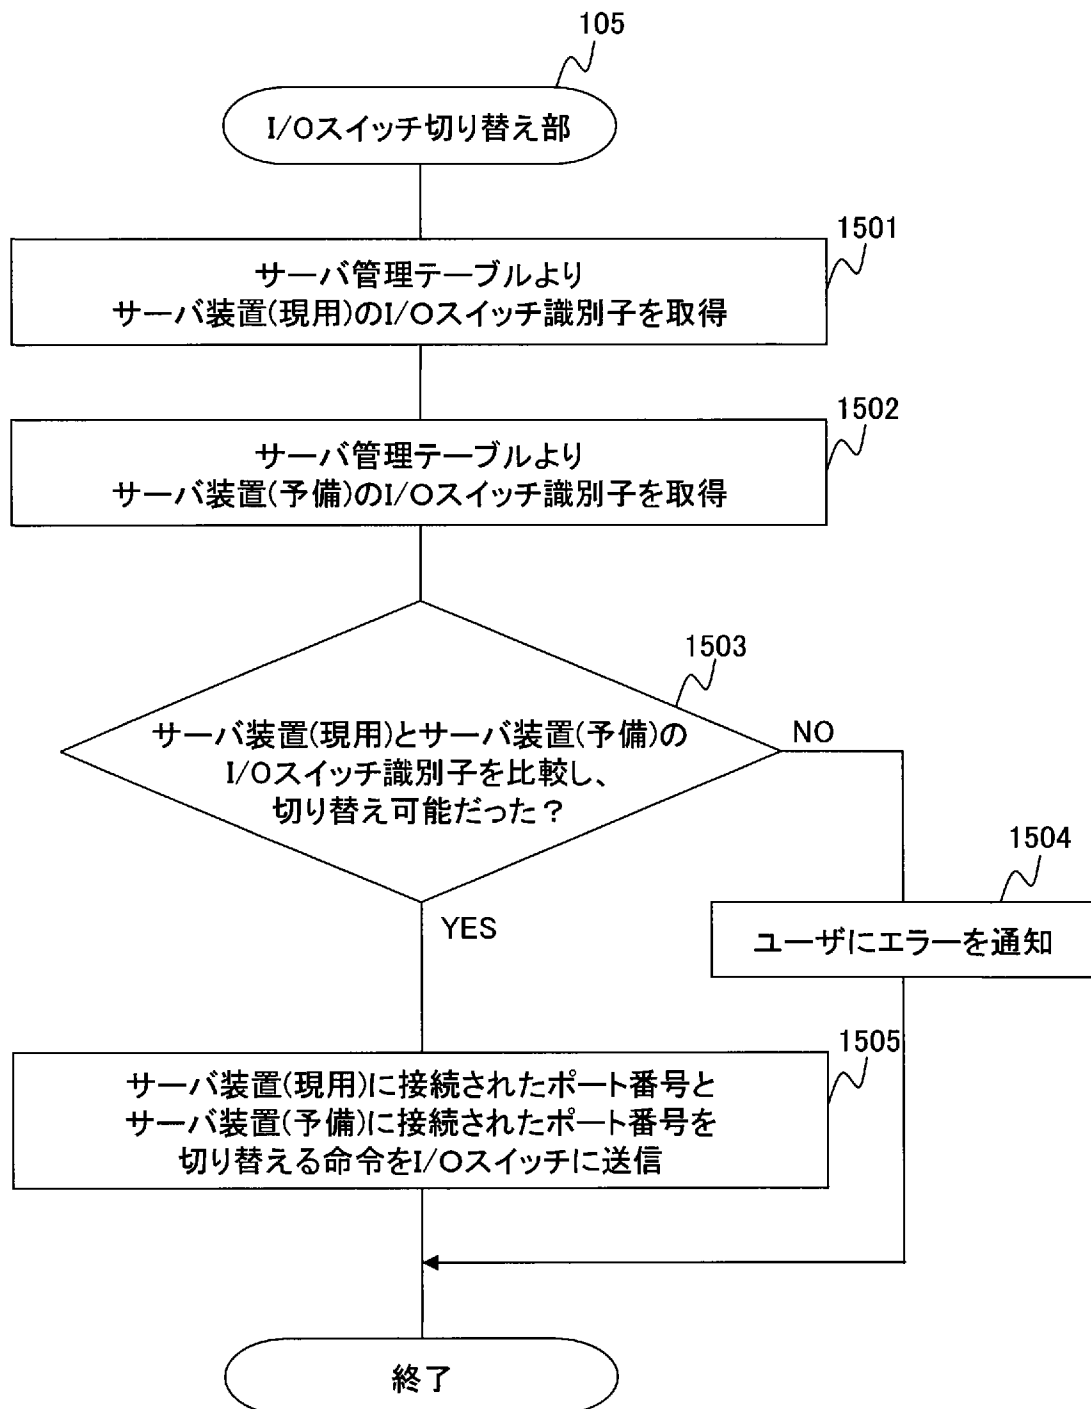 105
I/Oスイッチ切り替え部
1501
サーバ管理テーブルより
サーバ装置(現用)のI/Oスイッチ識別子を取得
1502
サーバ管理テーブルより
サーバ装置(予備)のI/Oスイッチ識別子を取得
1503
サーバ装置(現用)とサーバ装置(予備)の
I/Oスイッチ識別子を比較し、
切り替え可能だった？
NO
YES
1504
ユーザにエラーを通知
1505
サーバ装置(現用)に接続されたポート番号と
サーバ装置(予備)に接続されたポート番号を
切り替える命令をI/Oスイッチに送信
終了